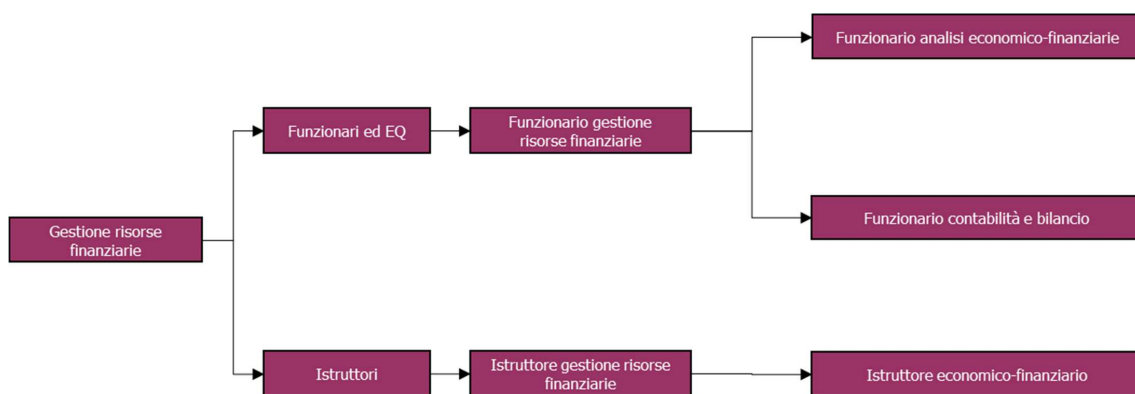 Funzionario analisi economico-finanziarie
Funzionari ed EQ
Funzionario gestione
risorse finanziarie
Gestione risorse
finanziarie
Funzionario contabilità e bilancio
Istruttori
Istruttore gestione risorse
finanziarie
Istruttore economico-finanziario